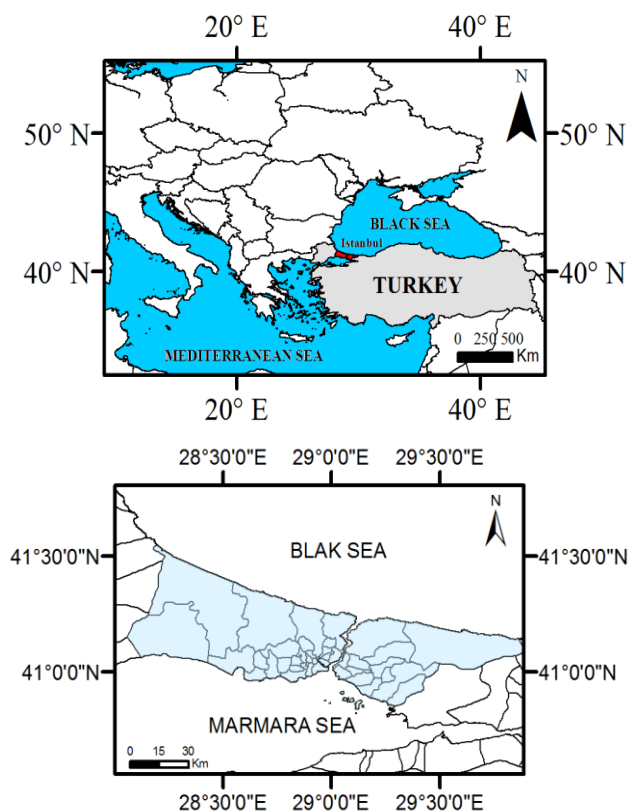 20° E 40° E
N
50° N 50° N
BLACK SEA
Istanbul
40° N 40° N
TURKEY
0 250 500
MEDITERRANEAN SEA
Km
20° E 40° E
28°30'0"E 29°0'0"E 29°30'0"E
N
BLAK SEA
41°30'0"N 41°30'0"N
41°0'0"N 41°0'0"N
MARMARA SEA
0 15 30
Km
28°30'0"E 29°0'0"E 29°30'0"E